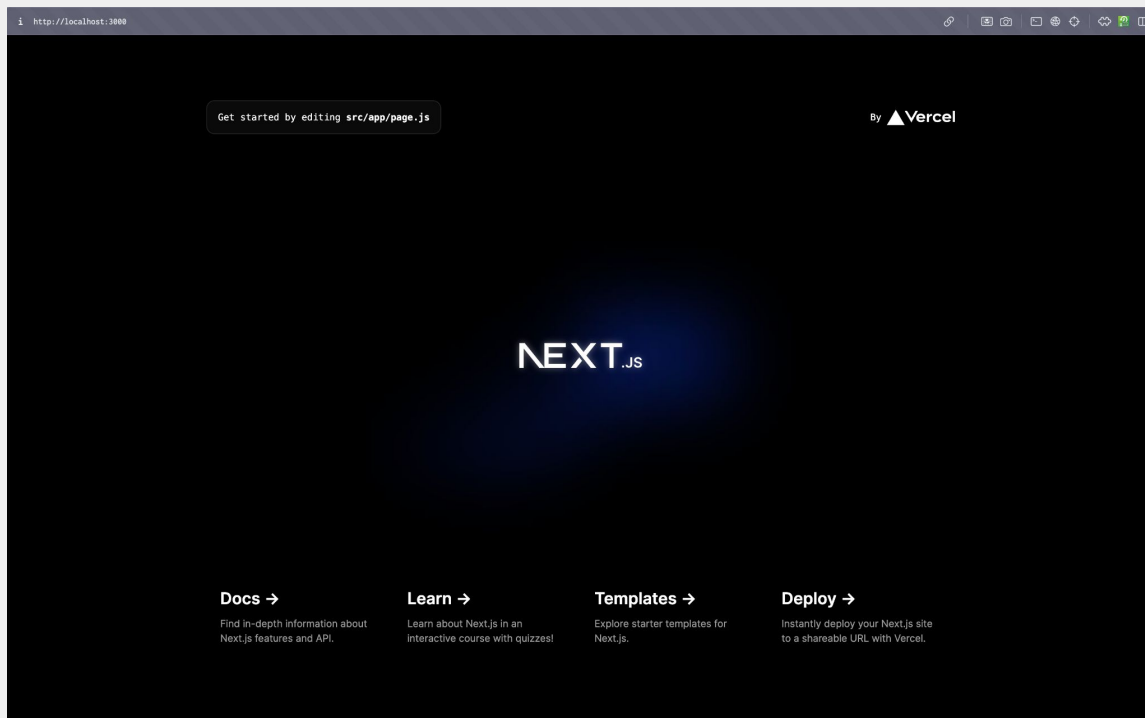 http://localhost:3000
Get started by editing src/app/page.js
By Vercel
NEXT.JS
Docs ->
Find in-depth information about
Next.js features and API.
Learn ->
Learn about Next.js in an
interactive course with quizzes!
Templates ->
Explore starter templates for
Next.js.
Deploy ->
Instantly deploy your Next.js site
to a shareable URL with Vercel.